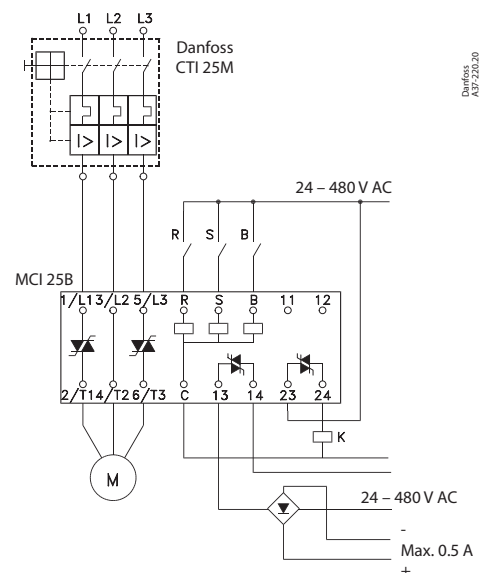 L1 L2 L3
Danfoss
CTI 25M
Danfoss
A37-220.20
I> I> I>
24 – 480 V AC
R S B
MCI 25B
1/L1 3/L2 5/L3 R S B 11 12
2/T1 4/T2 6/T3 C 13 14 23 24
K
M
24 – 480 V AC
-
Max. 0.5 A
+